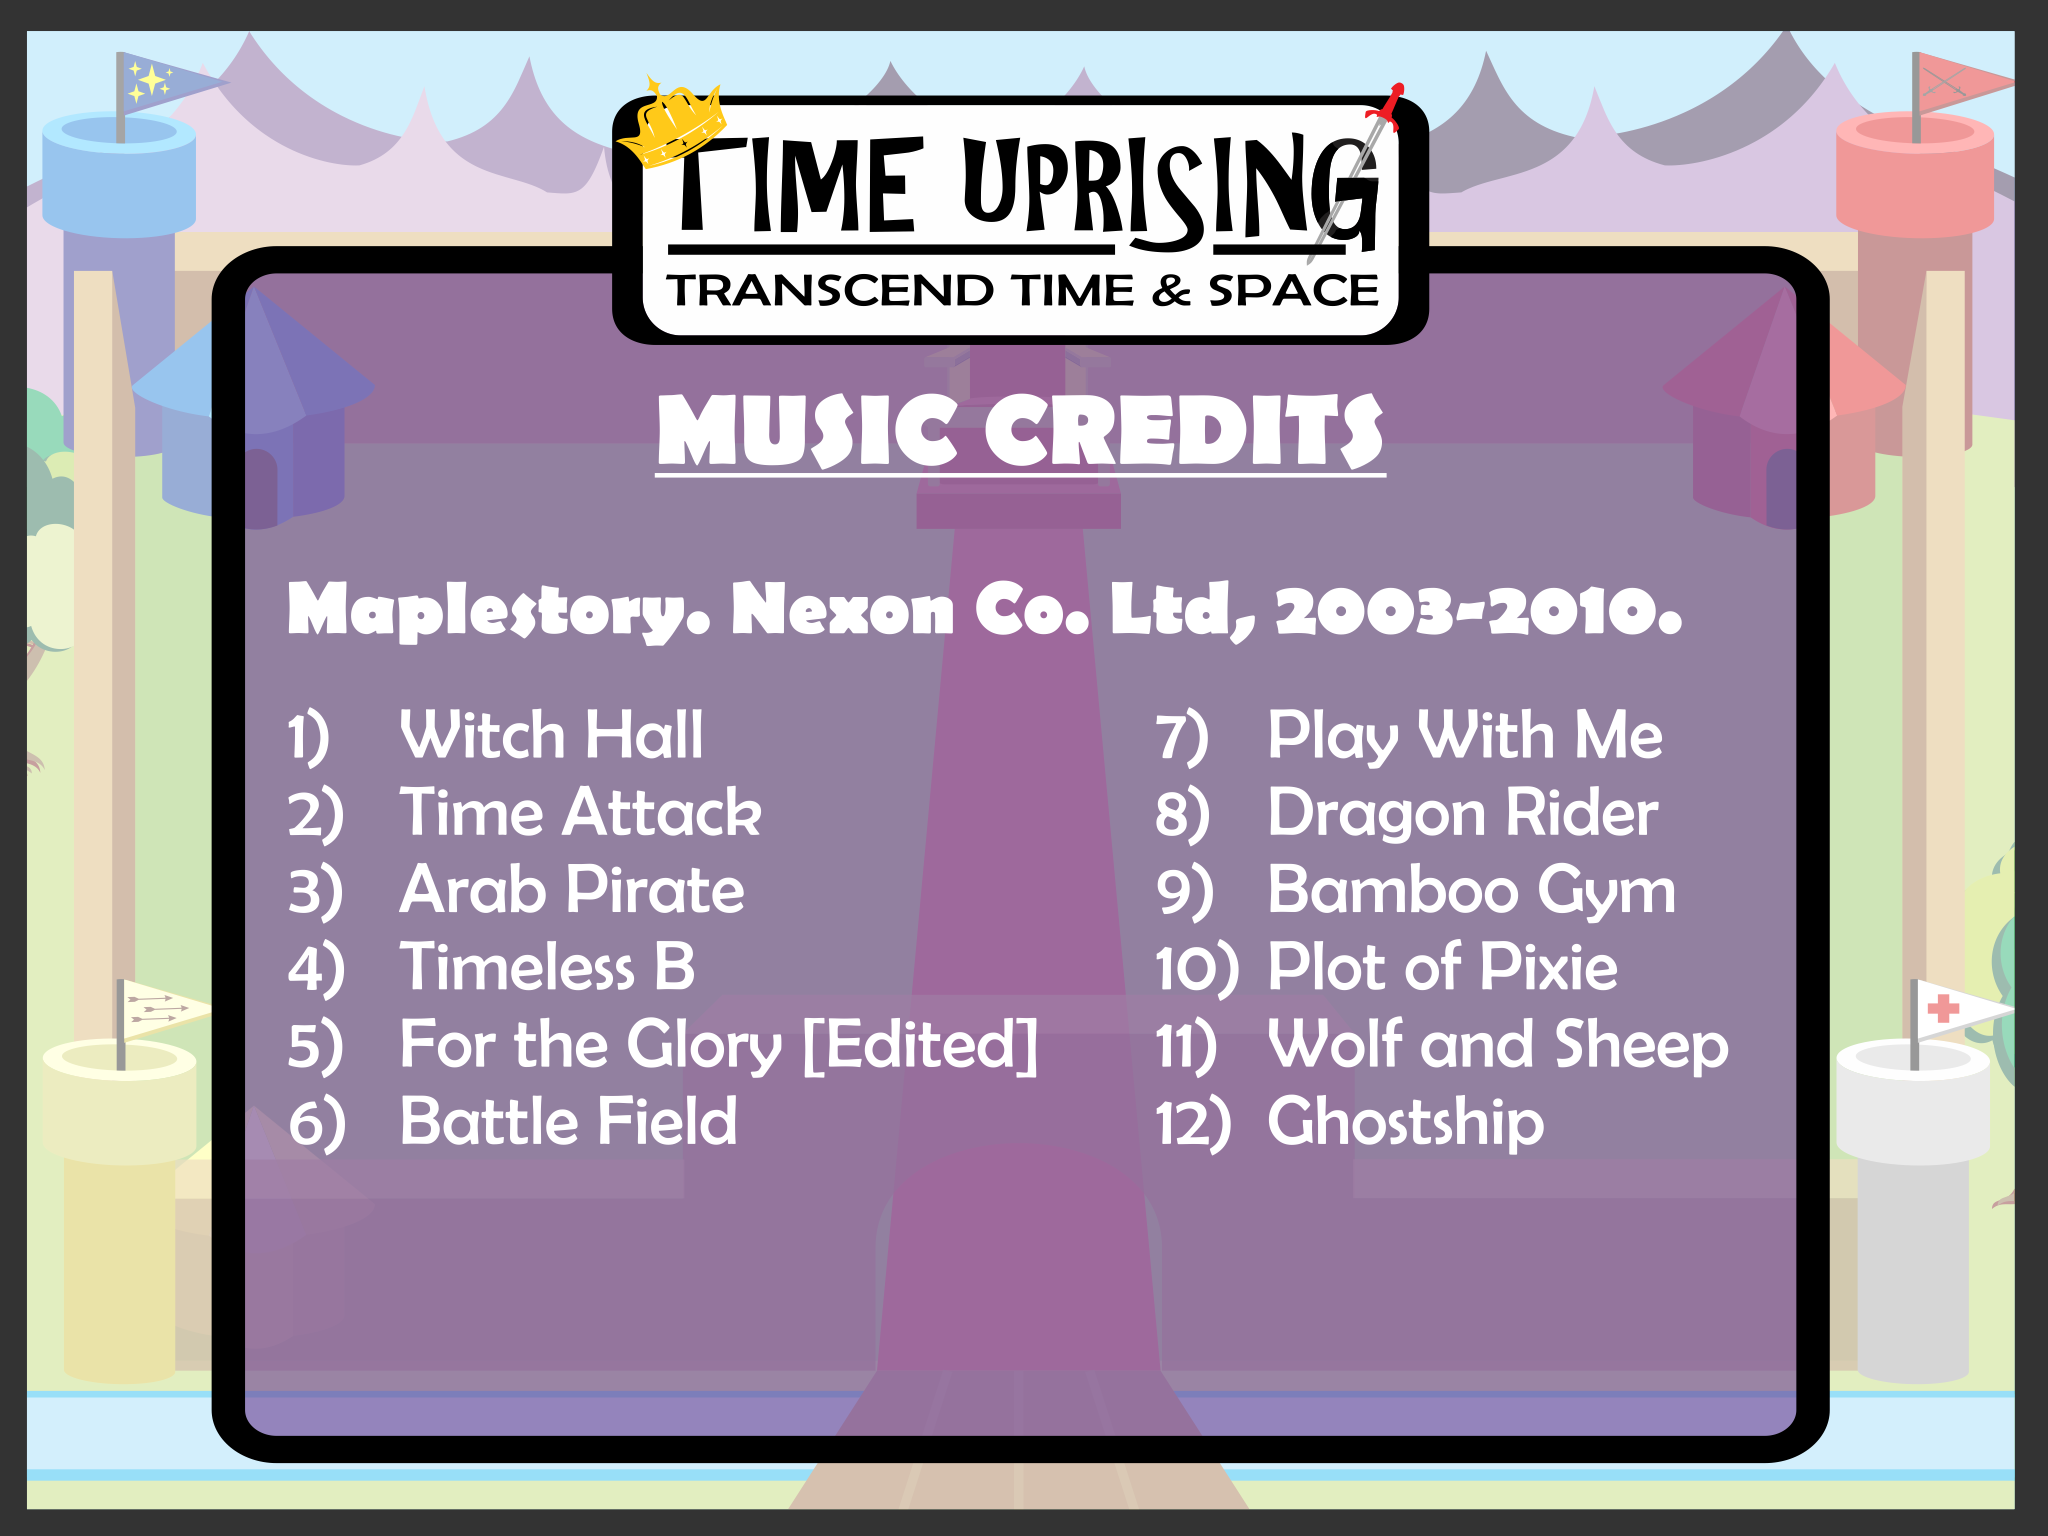 TIME UPRISING
TRANSCEND TIME & SPACE
MUSIC CREDITS
Maplestory. Nexon Co. Ltd, 2003-2010.
1) Witch Hall
2) Time Attack
3) Arab Pirate
4) Timeless B
5) For the Glory [Edited]
6) Battle Field
7) Play With Me
8) Dragon Rider
9) Bamboo Gym
10) Plot of Pixie
11) Wolf and Sheep
12) Ghostship